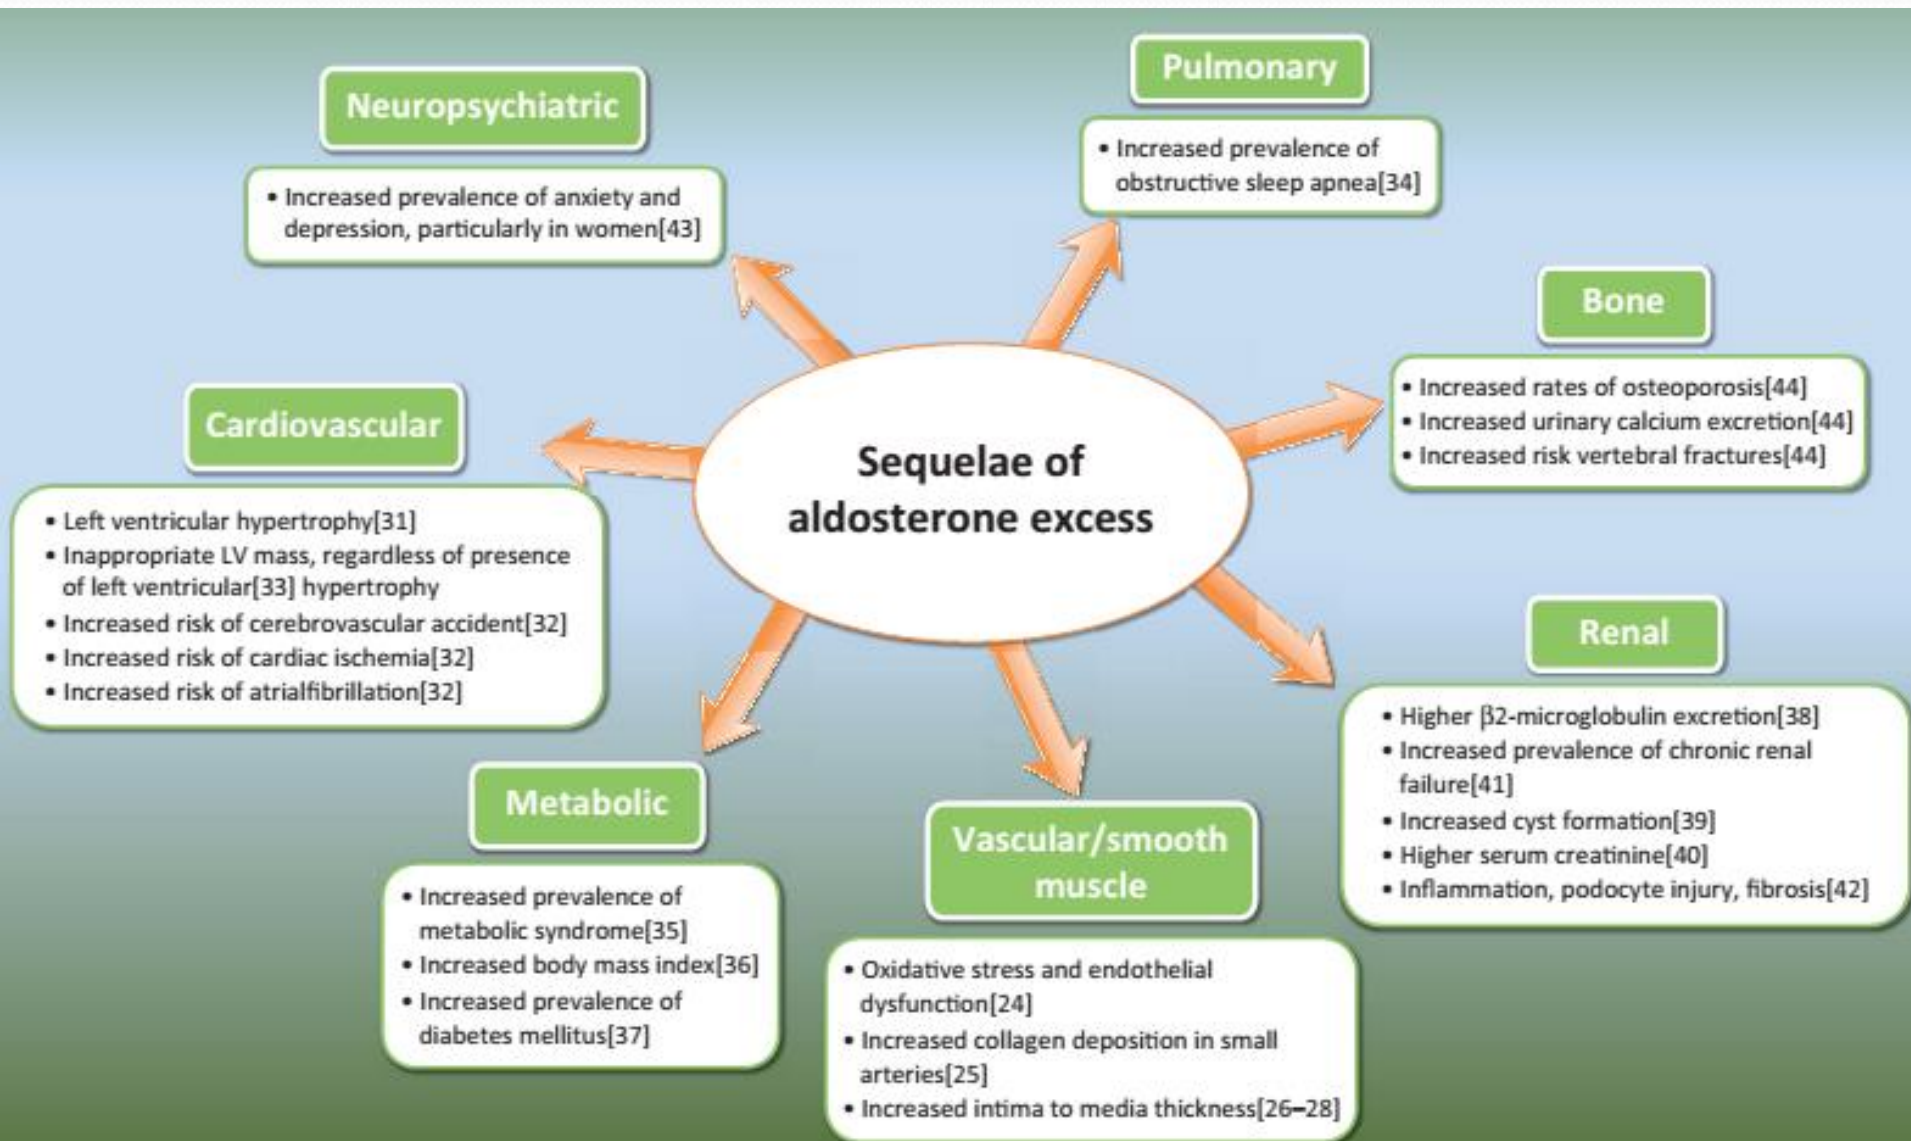 Neuropsychiatric
• Increased prevalence of anxiety and
depression, particularly in women[43]
Pulmonary
• Increased prevalence of
obstructive sleep apnea[34]
Bone
• Increased rates of osteoporosis[44]
• Increased urinary calcium excretion[44]
• Increased risk vertebral fractures[44]
Cardiovascular
• Left ventricular hypertrophy[31]
• Inappropriate LV mass, regardless of presence
of left ventricular[33] hypertrophy
• Increased risk of cerebrovascular accident[32]
• Increased risk of cardiac ischemia[32]
• Increased risk of atrialfibrillation[32]
Sequelae of
aldosterone excess
Renal
• Higher β2-microglobulin excretion[38]
• Increased prevalence of chronic renal
failure[41]
• Increased cyst formation[39]
• Higher serum creatinine[40]
• Inflammation, podocyte injury, fibrosis[42]
Metabolic
• Increased prevalence of
metabolic syndrome[35]
• Increased body mass index[36]
• Increased prevalence of
diabetes mellitus[37]
Vascular/smooth
muscle
• Oxidative stress and endothelial
dysfunction[24]
• Increased collagen deposition in small
arteries[25]
• Increased intima to media thickness[26–28]